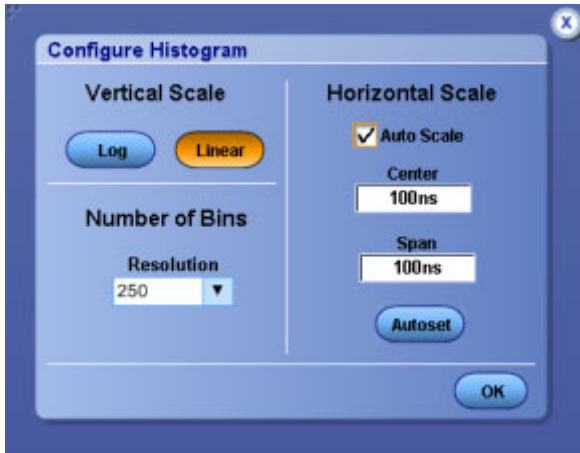 X
Configure Histogram
Vertical Scale
Log Linear
Number of Bins
Resolution
250
Horizontal Scale
Auto Scale
Center
100ns
Span
100ns
Autoset
OK